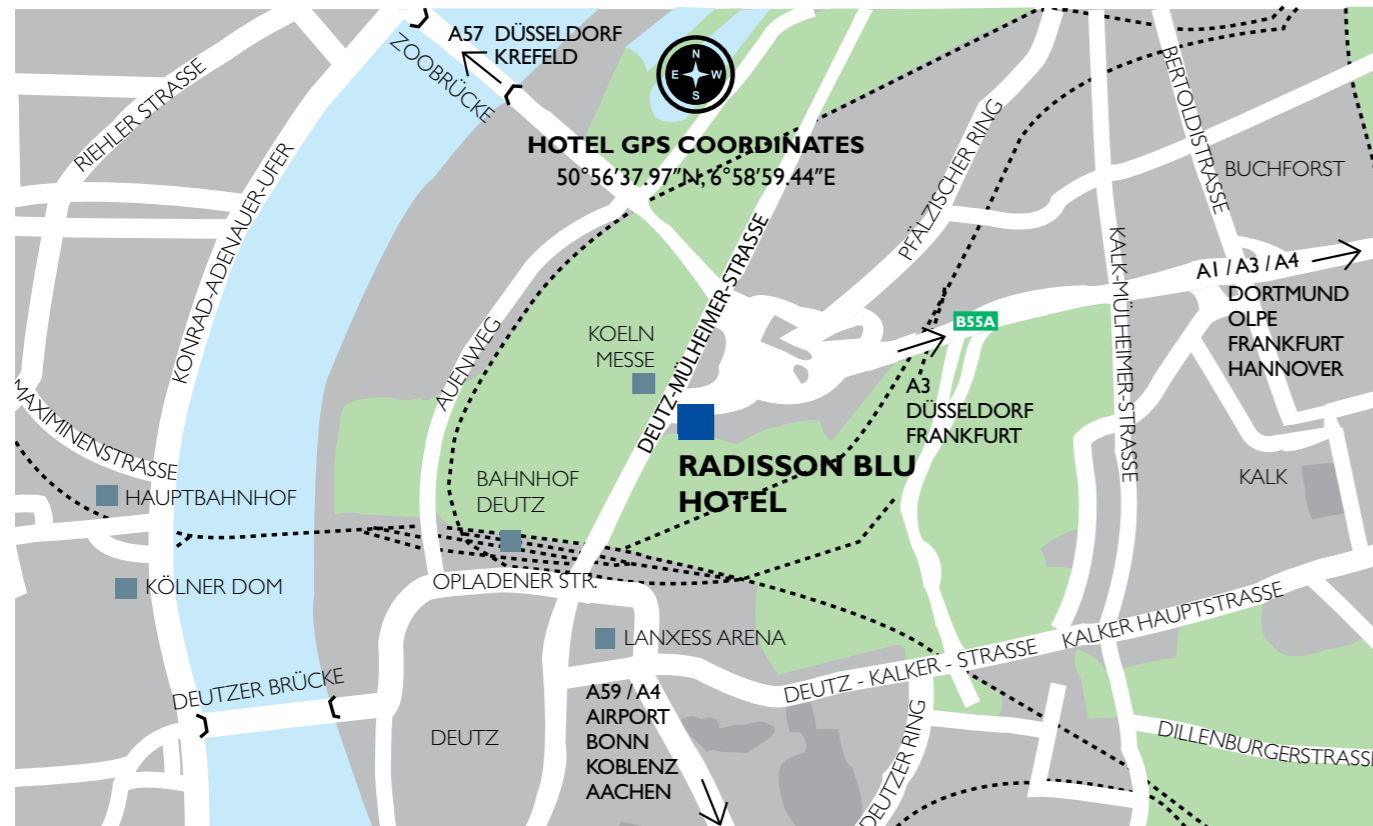 A57 DÜSSELDORF
KREFELD
ZOOBRÜCKE
RIEHLER STRASSE
KONRAD-ADENAUER-UFER
N
E W
S
HOTEL GPS COORDINATES
50°56’37.97”N, 6°58’59.44”E
BERTOLDISTRASSE
BUCHFORST
PFÄLZISCHER RING
KALK-MÜLHEIMER-STRASSE
A1 / A3 / A4
DORTMUND
OLPE
FRANKFURT
HANNOVER
B55A
A3
DÜSSELDORF
FRANKFURT
DEUTZ-MÜLHEIMER-STRASSE
KOELN
MESSE
AUENWEG
MAXIMINENSTRASSE
RADISSON BLU
HOTEL
BAHNHOF
DEUTZ
HAUPTBAHNHOF
KALK
KÖLNER DOM
OPLADENER STR.
LANXESS ARENA
KALKER HAUPTSTRASSE
DEUTZ - KALKER - STRASSE
DEUTZER BRÜCKE
A59 / A4
AIRPORT
BONN
KOBLENZ
AACHEN
DEUTZ
DEUTZER RING
DILLENBURGERSTRASSE